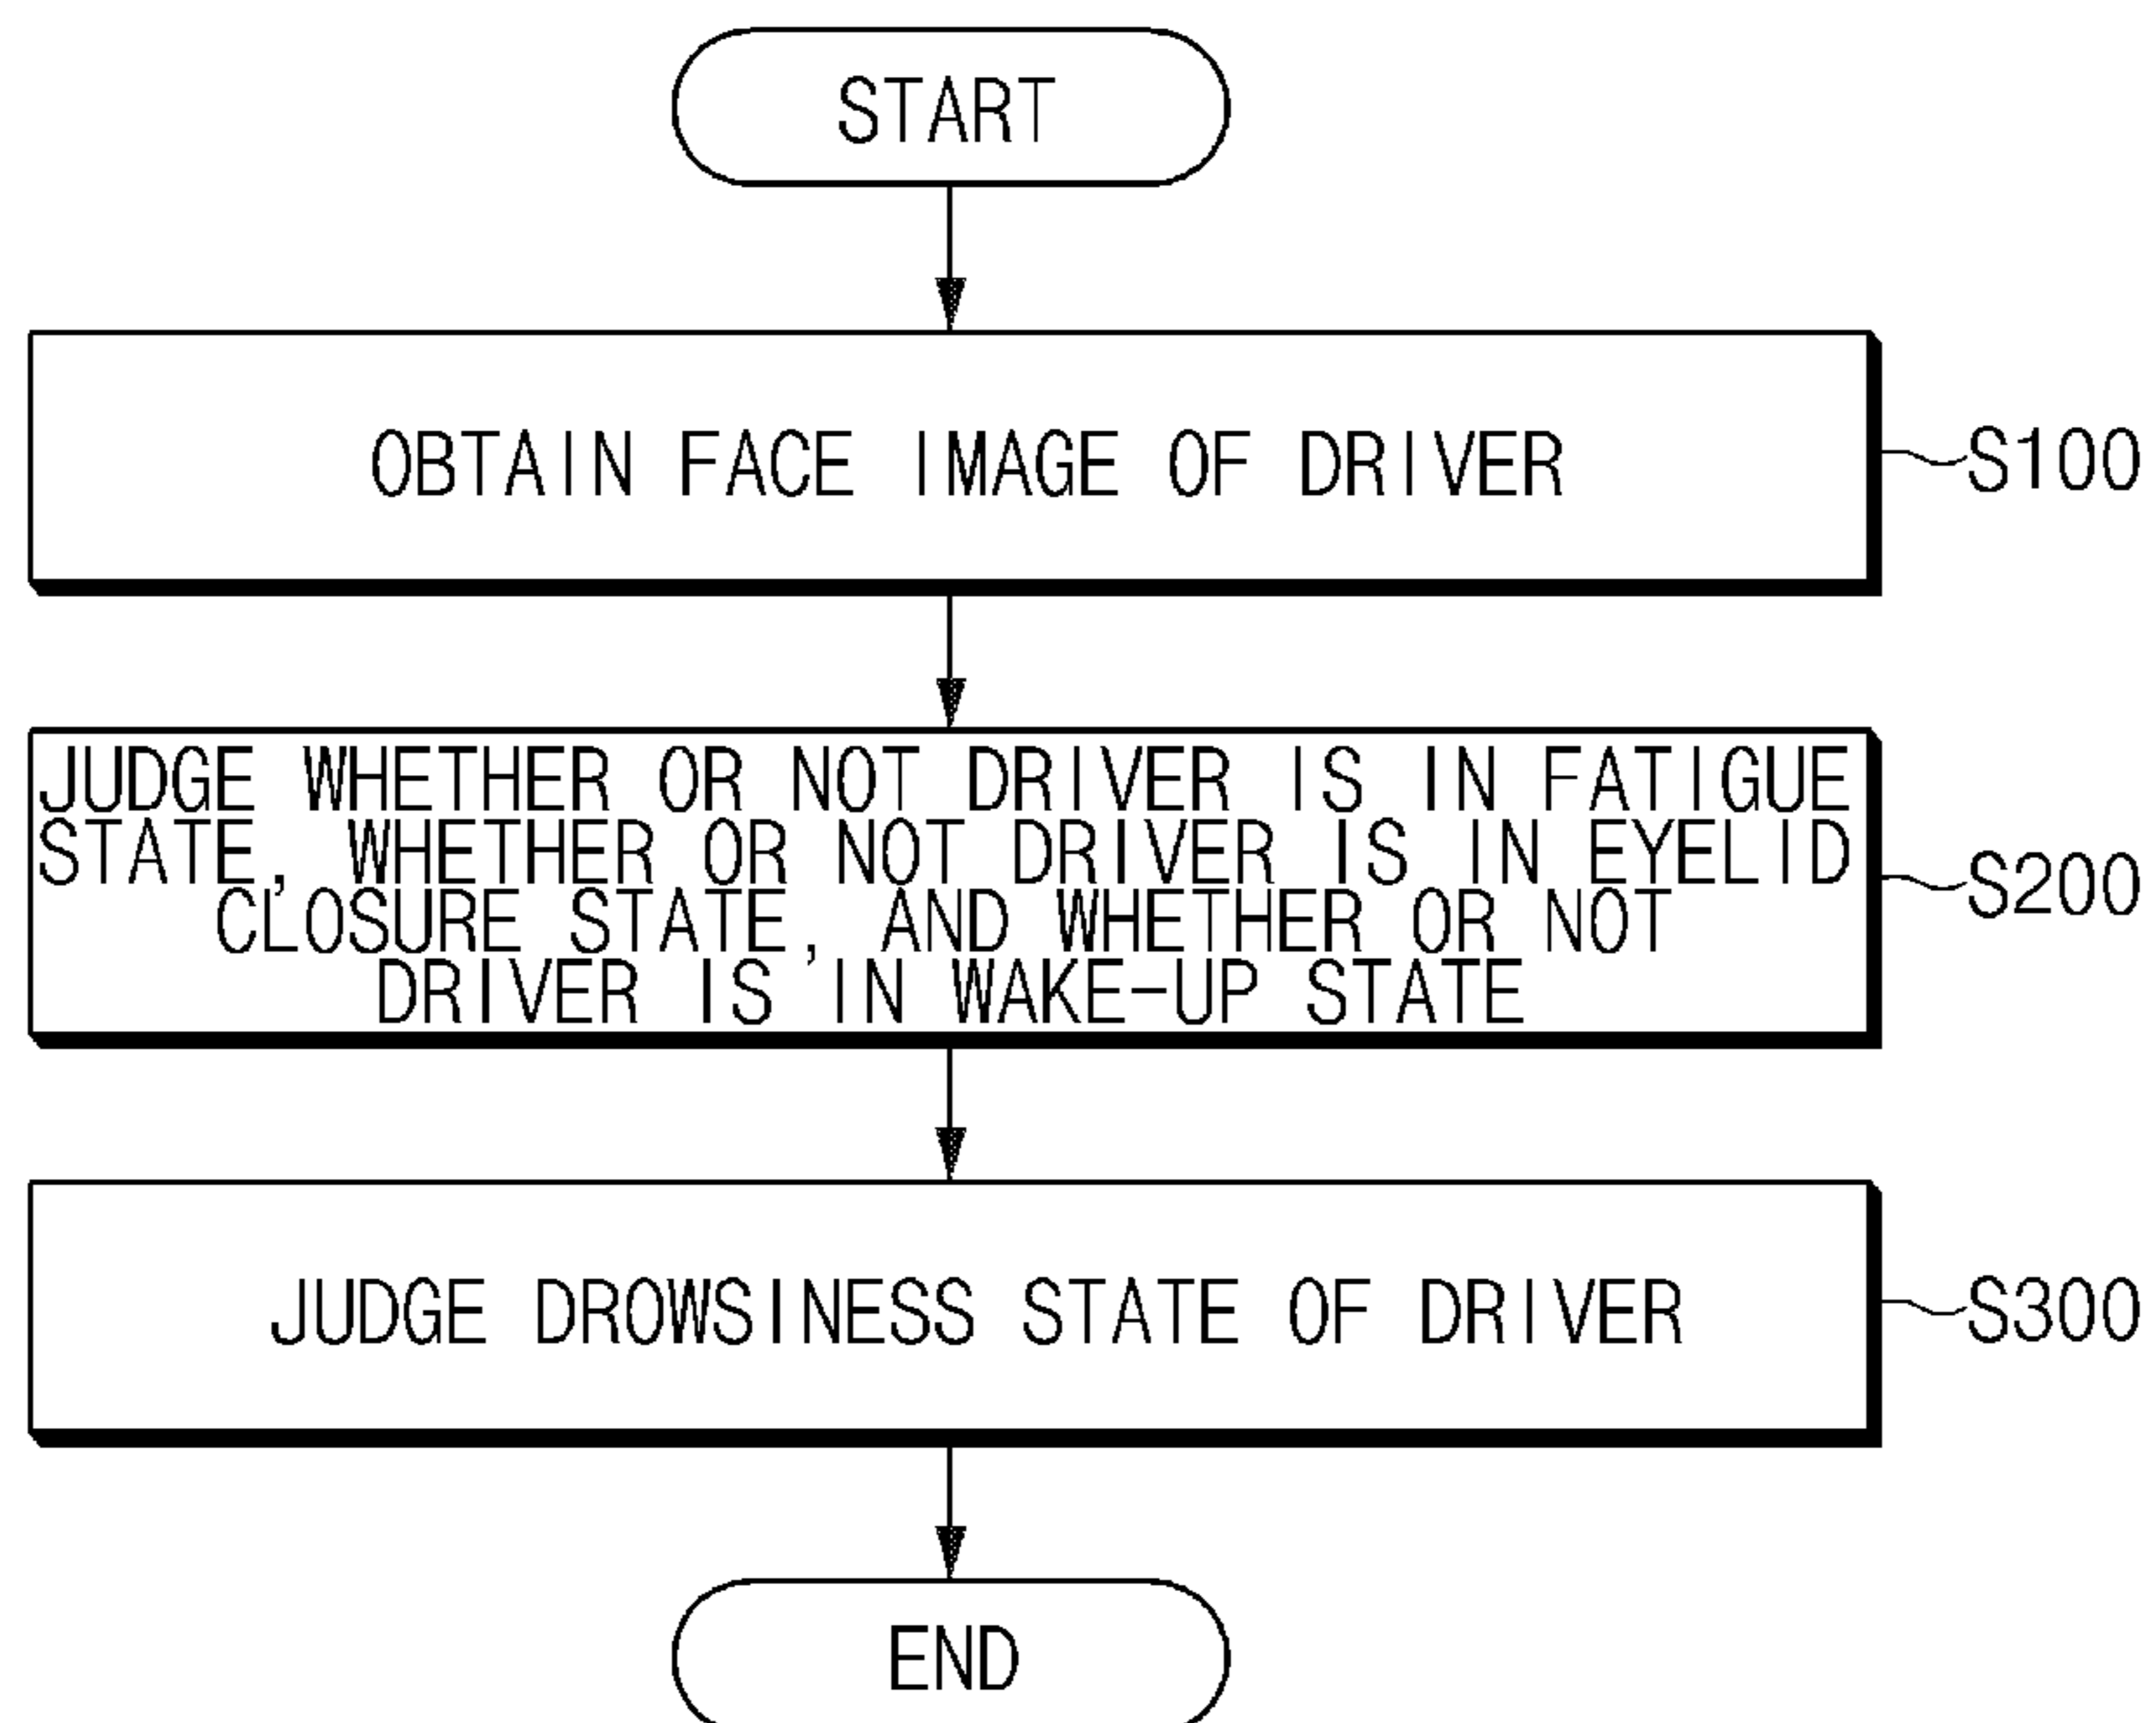 START
OBTAIN FACE IMAGE OF DRIVER
S100
JUDGE WHETHER OR NOT DRIVER IS IN FATIGUE
STATE, WHETHER OR NOT DRIVER IS IN EYELID
CLOSURE STATE, AND WHETHER OR NOT
DRIVER IS IN WAKE-UP STATE
S200
JUDGE DROWSINESS STATE OF DRIVER
S300
END